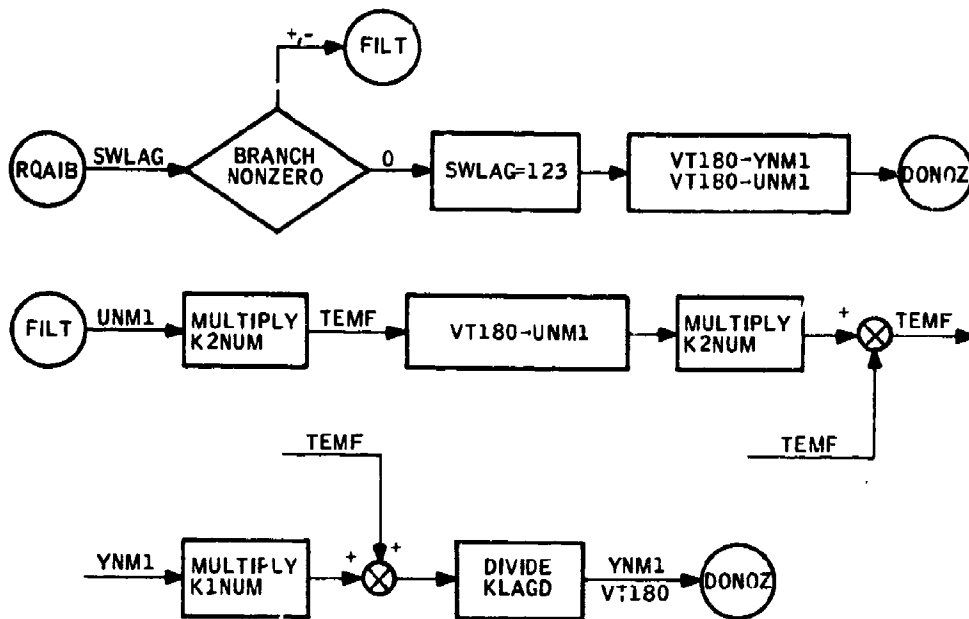 +,-
FILT
RQAIB
SWLAG
BRANCH
NONZERO
0
SWLAG=123
VT180→YNM1
VT180→UNM1
DONOZ
FILT
UNM1
MULTIPLY
K2NUM
TEMF
VT180→UNM1
MULTIPLY
K2NUM
+
TEMF
TEMF
TEMF
YNM1
MULTIPLY
K1NUM
+
+
DIVIDE
KLAGD
YNM1
VT180
DONOZ